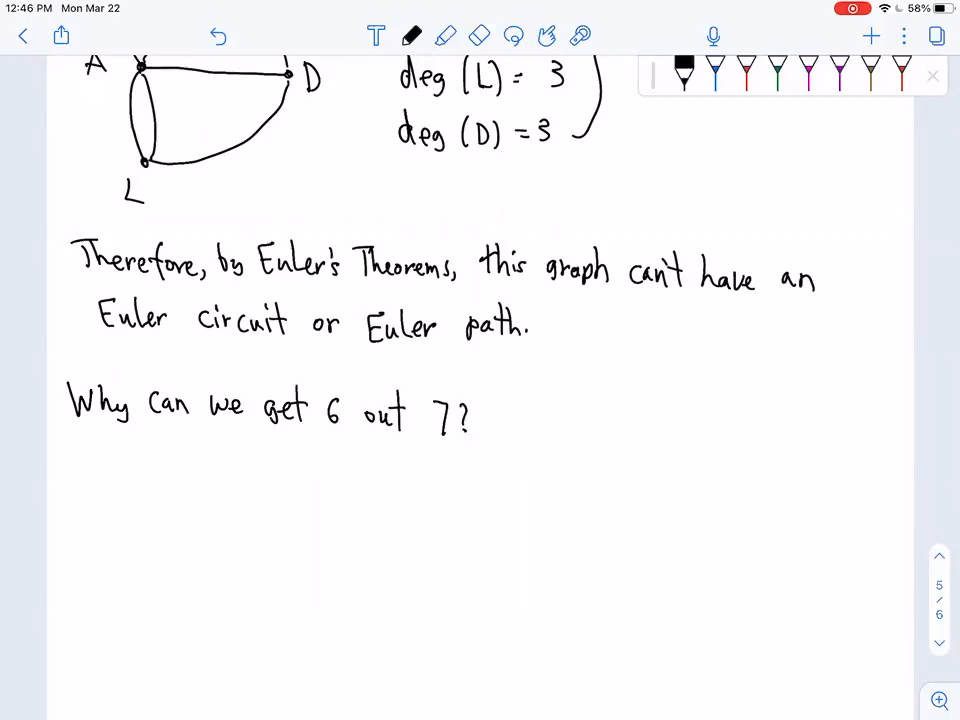 12:46 PM Mon Mar 22
58%
A
D
L
deg (L) = 3
deg (D) = 3
Therefore, by Euler's Theorems, this graph can't have an
Euler circuit or Euler path.
Why can we get 6 out 7?
5
/
6